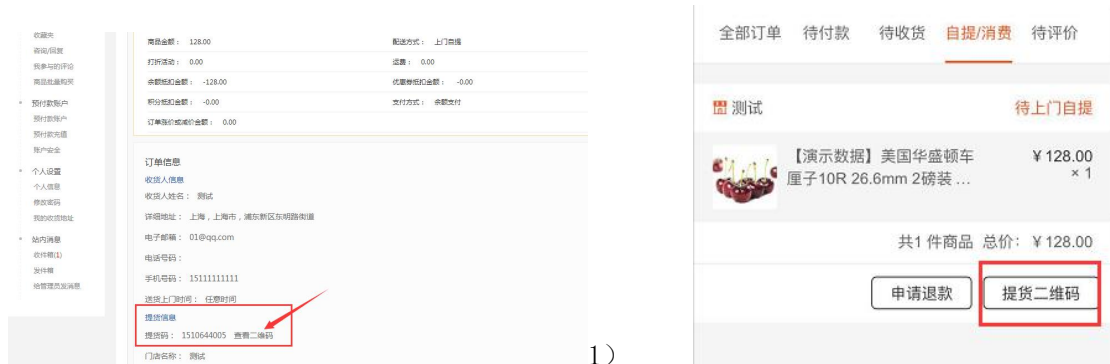 收藏夹
咨询/回复
我参与的评论
商品批量购买
预付款账户
预付款账户
预付款充值
账户安全
个人设置
个人信息
修改密码
我的收货地址
站内消息
收件箱(1)
发件箱
给管理员发消息
商品金额： 128.00 配送方式： 上门自提
打折活动： 0.00 运费： 0.00
余额抵扣金额： -128.00 优惠券抵扣金额： -0.00
积分抵扣金额： -0.00 支付方式： 余额支付
订单涨价或减价金额： 0.00
订单信息
收货人信息
收货人姓名： 测试
详细地址： 上海，上海市，浦东新区东明路街道
电子邮箱： 01@qq.com
电话号码：
手机号码： 15111111111
送货上门时间： 任意时间
提货信息
提货码： 1510644005 查看二维码
门店名称： 测试
1）
全部订单 待付款 待收货 自提/消费 待评价
测试 待上门自提
【演示数据】美国华盛顿车 ￥128.00
厘子10R 26.6mm 2磅装 ... × 1
共1 件商品 总价： ￥128.00
申请退款 提货二维码